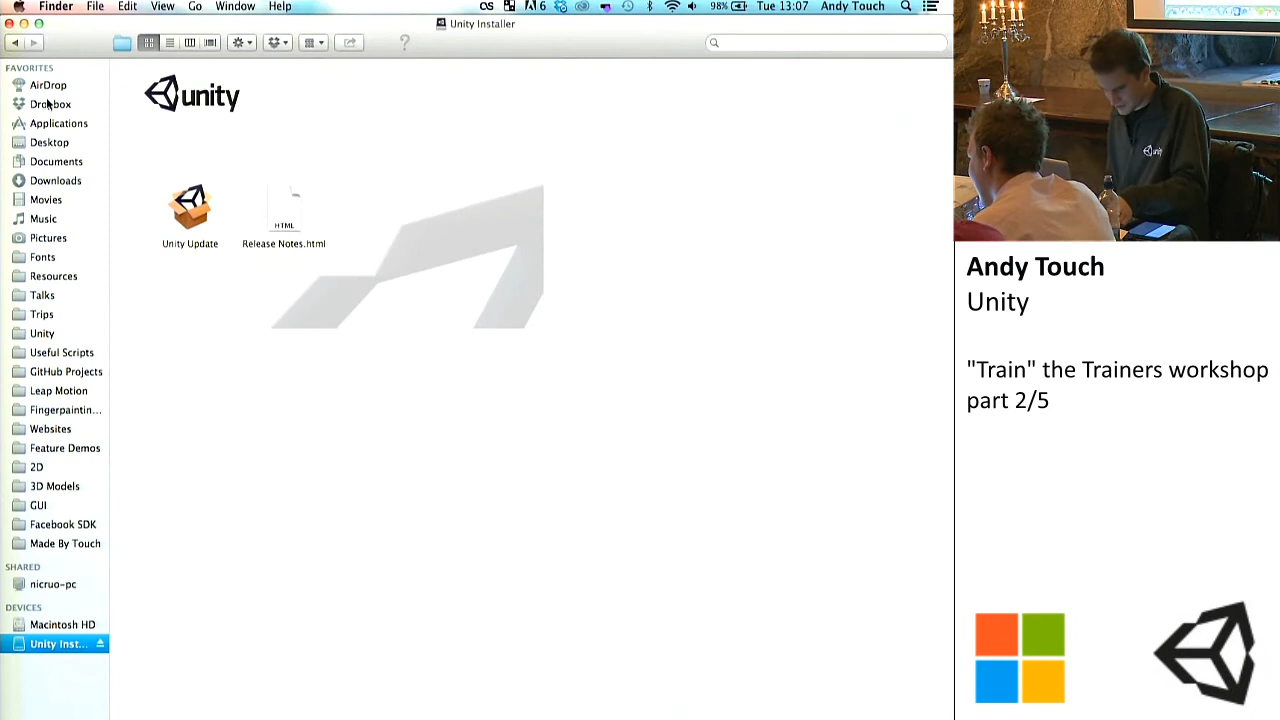 Finder File Edit View Go Window Help
6 98% Tue 13:07 Andy Touch
Unity Installer
FAVORITES
AirDrop
Dropbox
Applications
Desktop
Documents
Downloads
Movies
Music
Pictures
Fonts
Resources
Talks
Trips
Unity
Useful Scripts
GitHub Projects
Leap Motion
Fingerpaintin...
Websites
Feature Demos
2D
3D Models
GUI
Facebook SDK
Made By Touch
SHARED
nicruo-pc
DEVICES
Macintosh HD
Unity Inst...
unity
HTML
Unity Update
Release Notes.html
unity
Andy Touch
Unity
"Train" the Trainers workshop
part 2/5